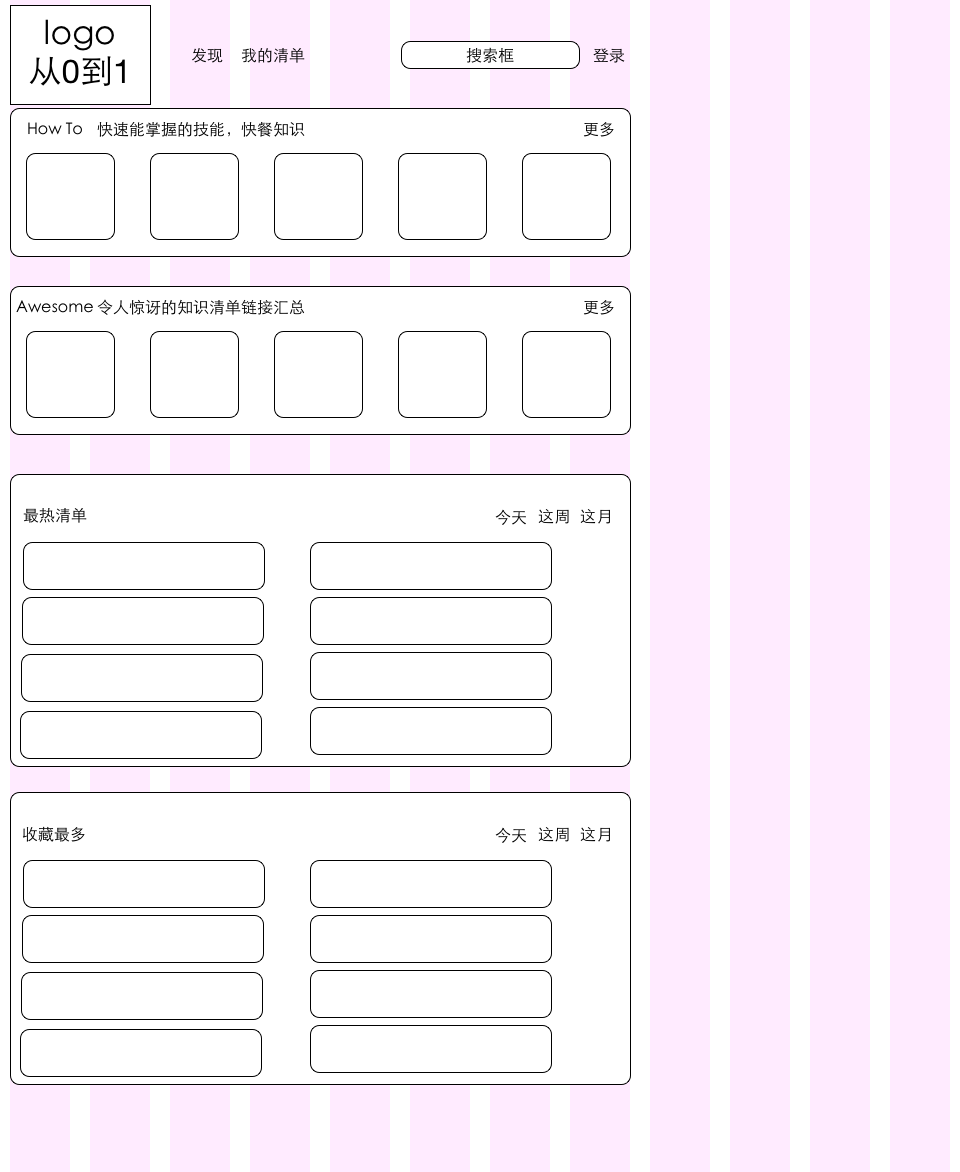 logo
从0到1
发现 我的清单 搜索框 登录
How To 快速能掌握的技能，快餐知识 更多
Awesome 令人惊讶的知识清单链接汇总 更多
最热清单 今天 这周 这月
收藏最多 今天 这周 这月